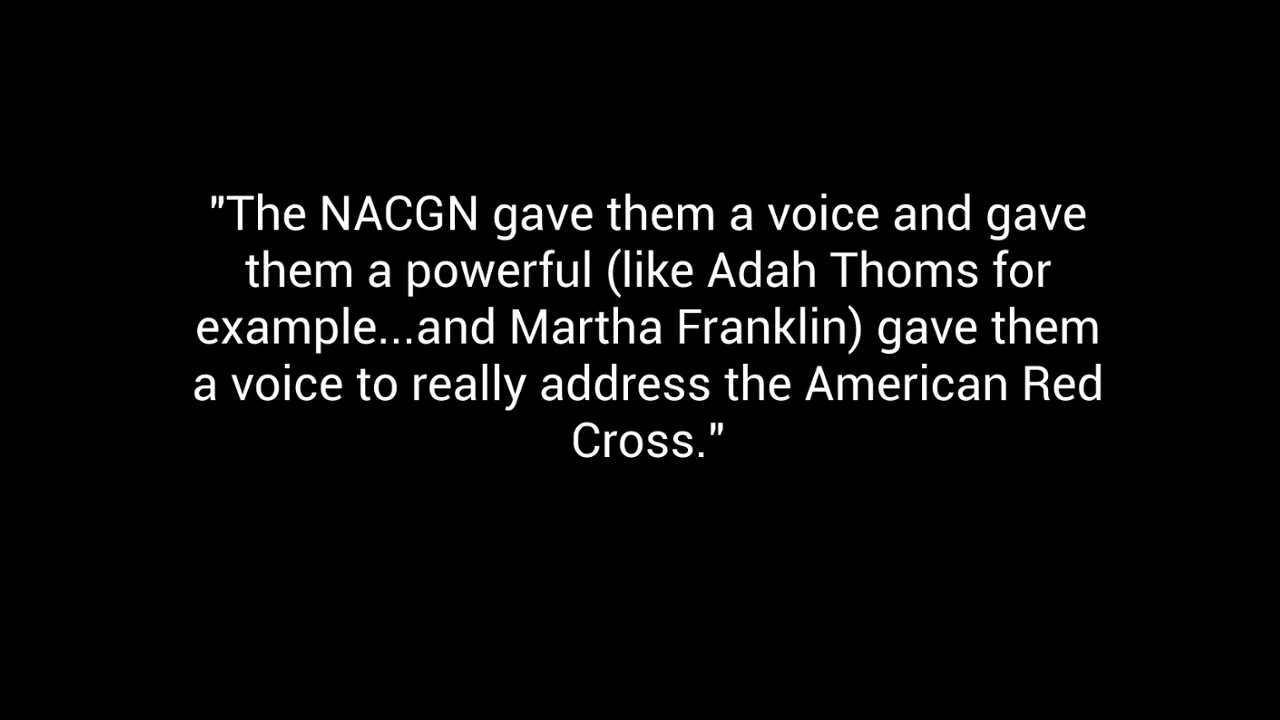 "The NACGN gave them a voice and gave
them a powerful (like Adah Thoms for
example...and Martha Franklin) gave them
a voice to really address the American Red
Cross."